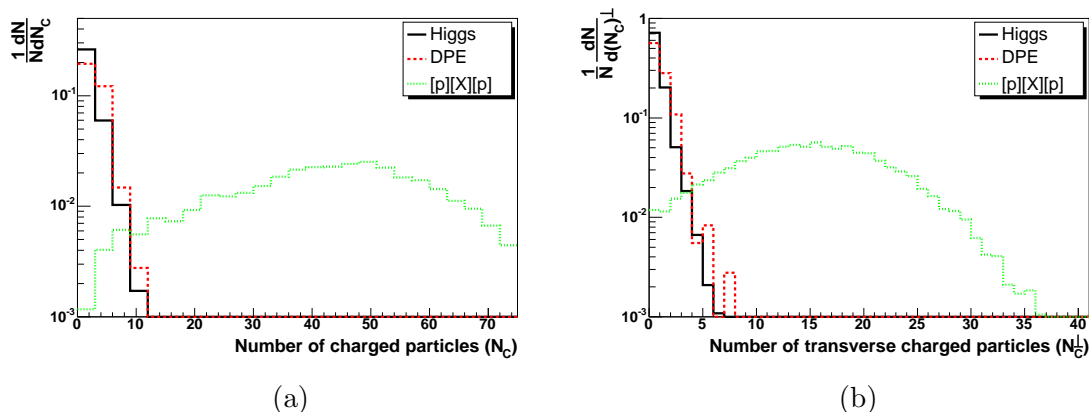 1/N dN/dN_C
Higgs
DPE
[p][X][p]
10^-1
10^-2
10^-3
0 10 20 30 40 50 60 70
Number of charged particles (N_C)
(a)
1/N dN/d(N_C)^⊥
Higgs
DPE
[p][X][p]
1
10^-1
10^-2
10^-3
0 5 10 15 20 25 30 35 40
Number of transverse charged particles (N_C^⊥)
(b)